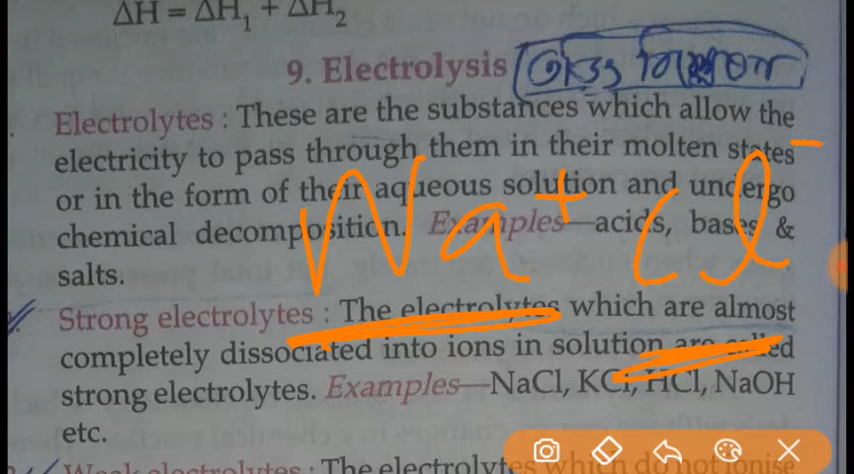 ΔH = ΔH₁ + ΔH₂
9. Electrolysis
Electrolytes : These are the substances which allow the
electricity to pass through them in their molten states
or in the form of their aqueous solution and undergo
chemical decomposition. Examples—acids, bases &
salts.
Na⁺ Cl⁻
Strong electrolytes : The electrolytes which are almost
completely dissociated into ions in solution are called
strong electrolytes. Examples—NaCl, KCl, HCl, NaOH
etc.
Weak electrolytes : The electrolytes which do not ionise